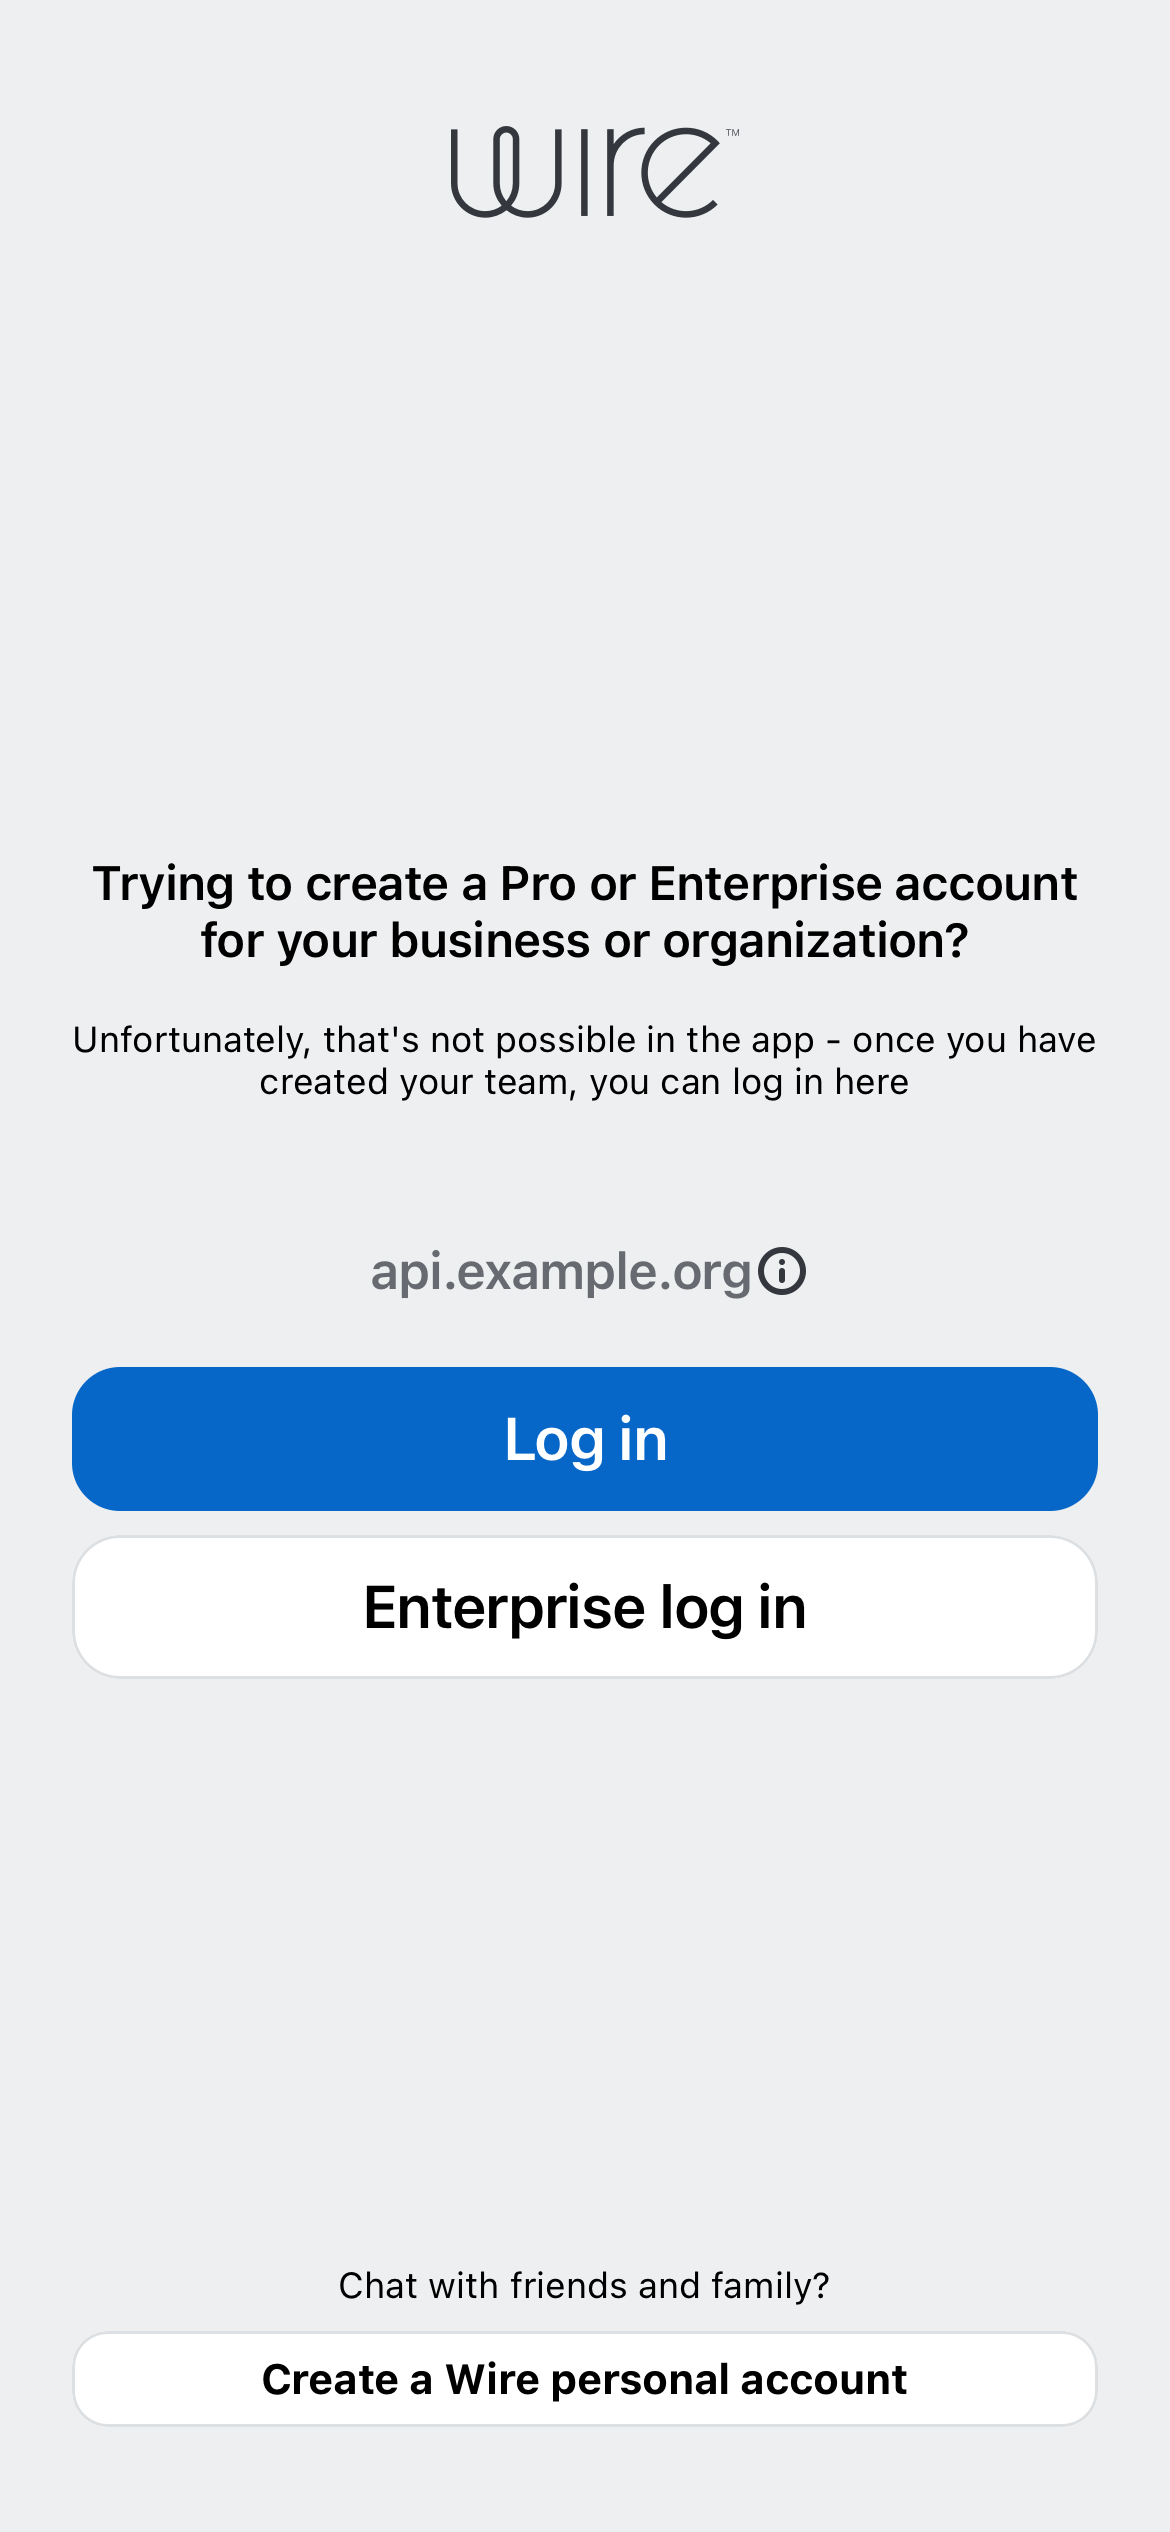 wire™
Trying to create a Pro or Enterprise account
for your business or organization?
Unfortunately, that's not possible in the app - once you have
created your team, you can log in here
api.example.org
Log in
Enterprise log in
Chat with friends and family?
Create a Wire personal account